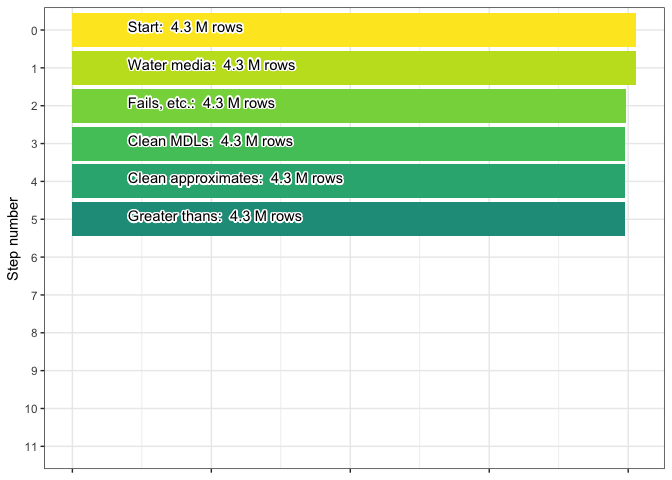 0 Start:  4.3 M rows
1 Water media:  4.3 M rows
2 Fails, etc.:  4.3 M rows
3 Clean MDLs:  4.3 M rows
4 Clean approximates:  4.3 M rows
5 Greater thans:  4.3 M rows
6
7
8
9
10
11
Step number